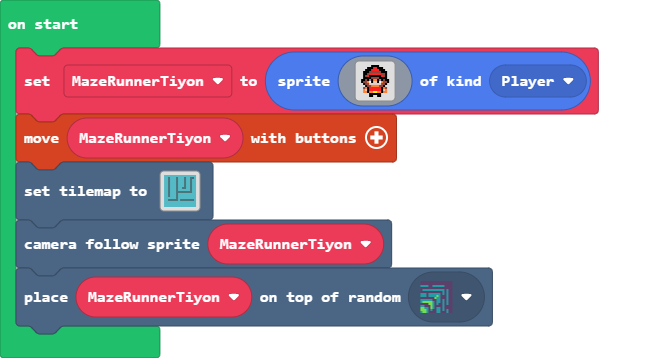 on start
set MazeRunnerTiyon to sprite of kind Player
move MazeRunnerTiyon with buttons
set tilemap to
camera follow sprite MazeRunnerTiyon
place MazeRunnerTiyon on top of random